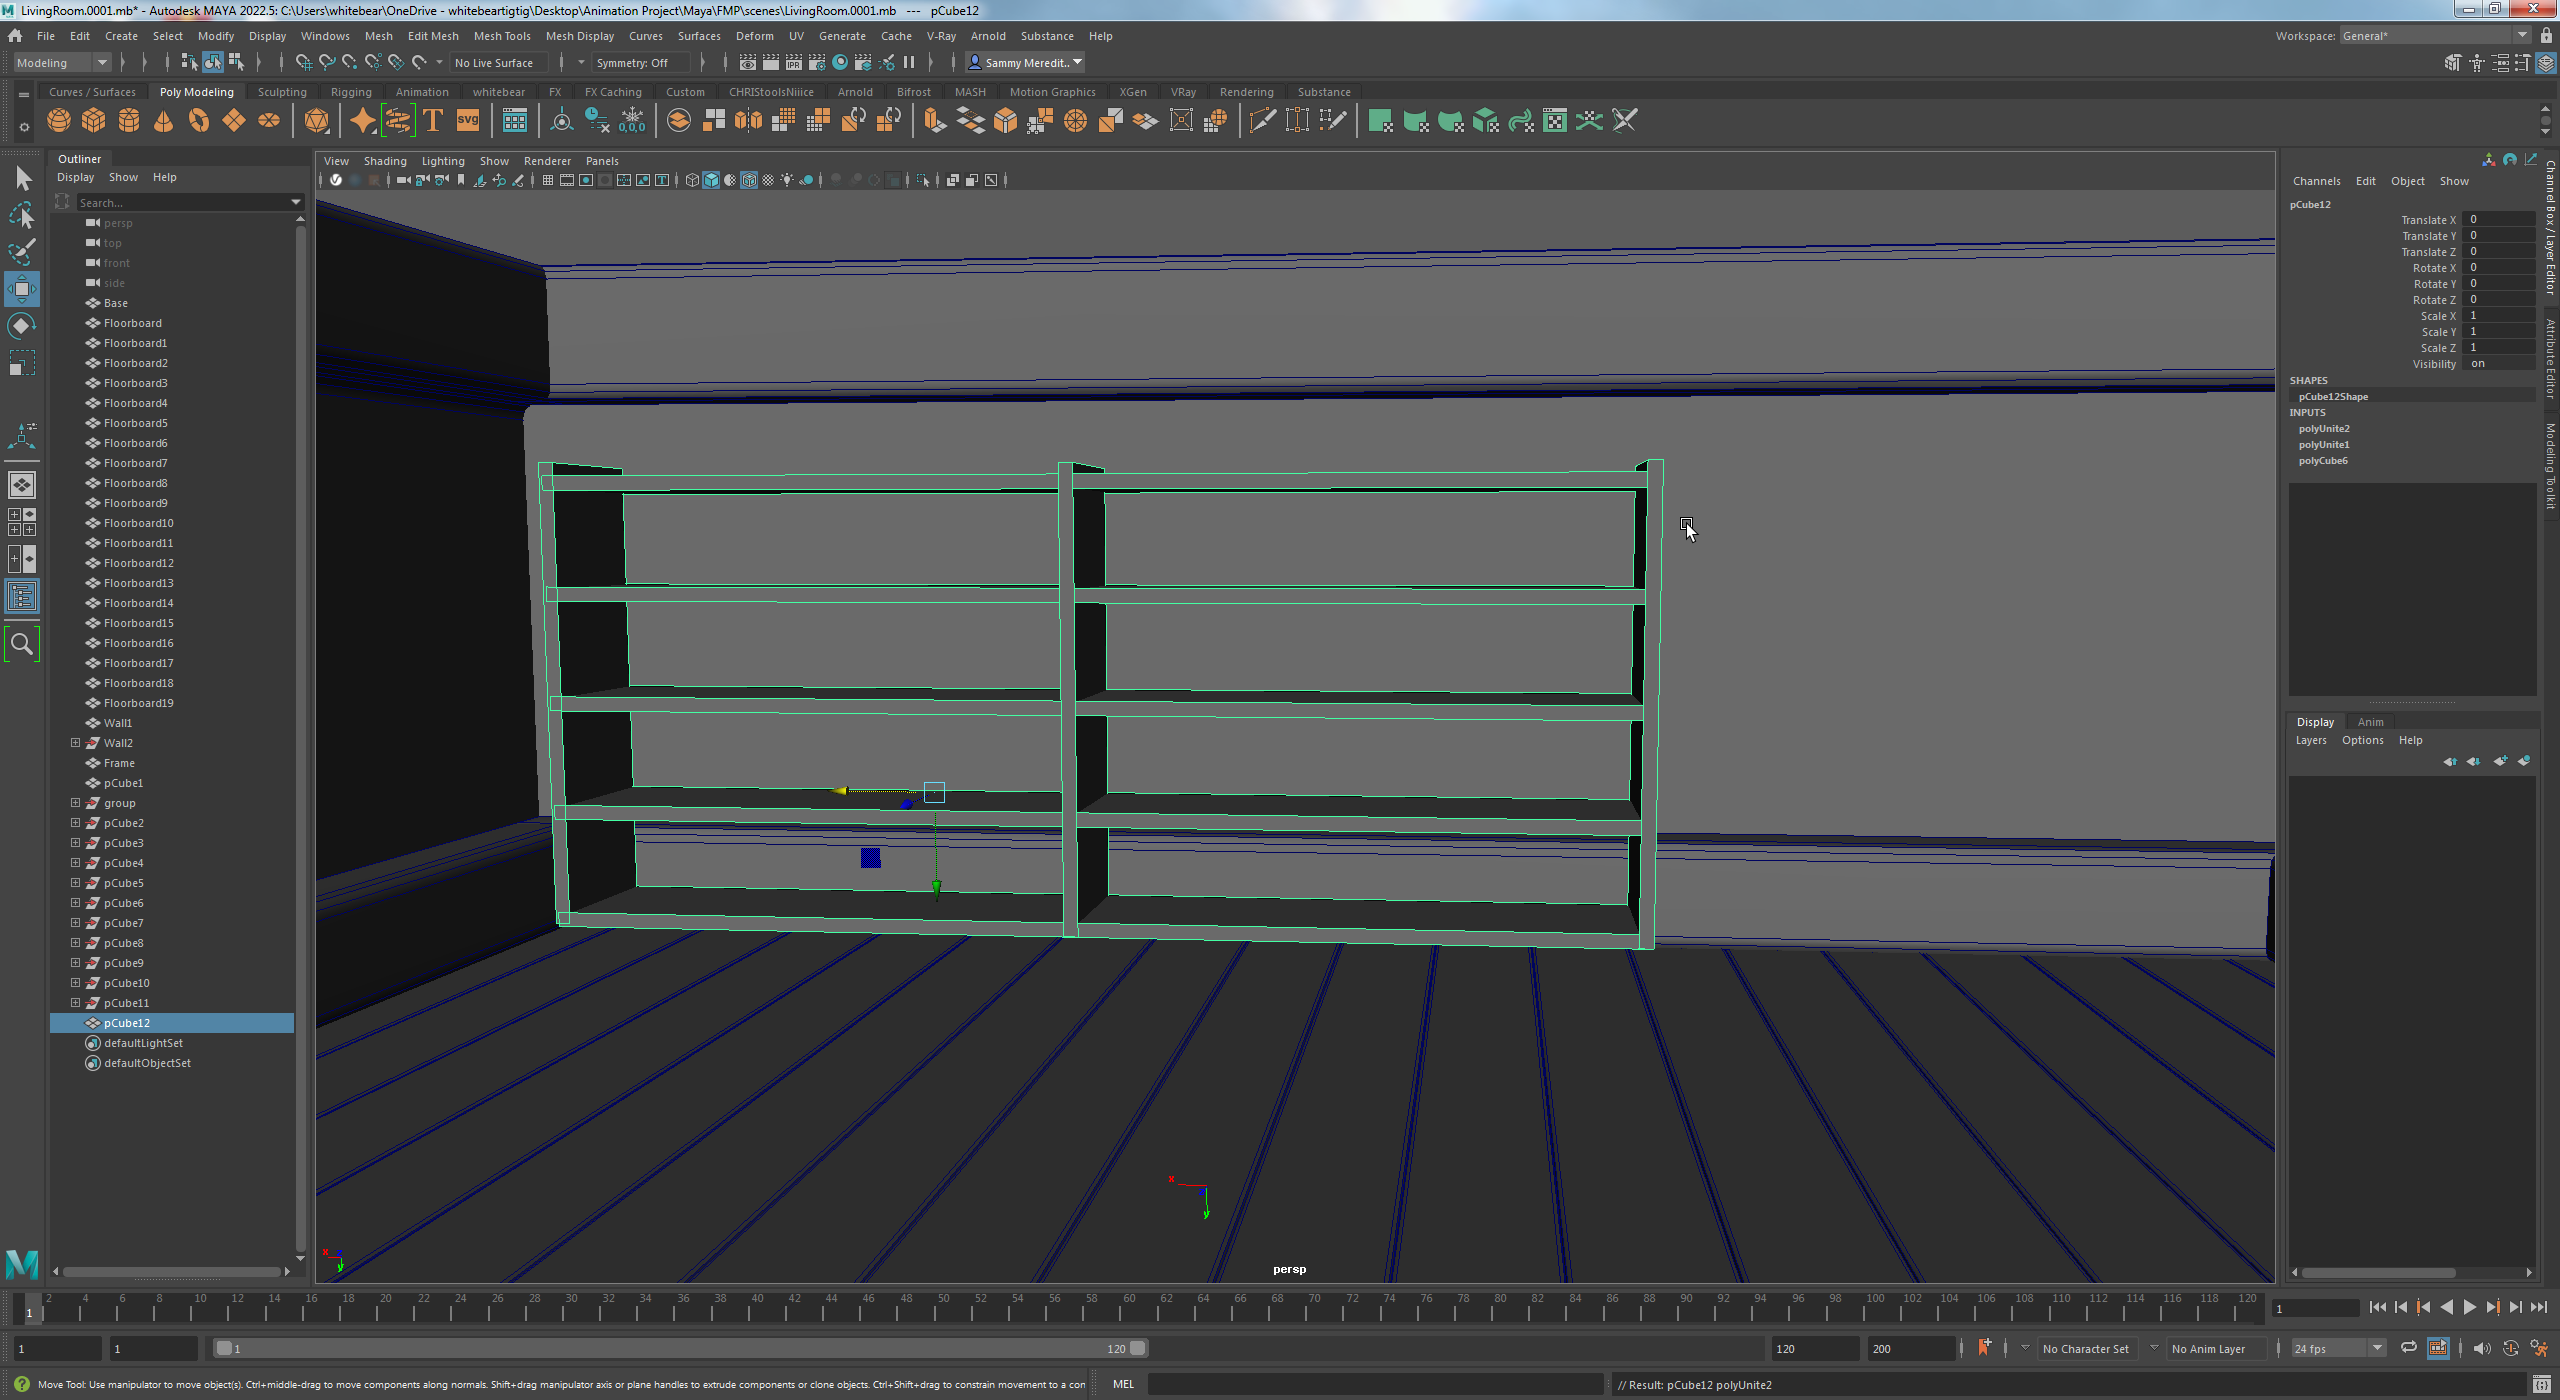 LivingRoom.0001.mb* - Autodesk MAYA 2022.5: C:\Users\whitebear\OneDrive - whitebeartigtig\Desktop\Animation Project\Maya\FMP\scenes\LivingRoom.0001.mb --- pCube12
File Edit Create Select Modify Display Windows Mesh Edit Mesh Mesh Tools Mesh Display Curves Surfaces Deform UV Generate Cache V-Ray Arnold Substance Help Workspace: General*
Modeling No Live Surface Symmetry: Off IPR Sammy Meredit..
Curves / Surfaces Poly Modeling Sculpting Rigging Animation whitebear FX FX Caching Custom CHRIStoolsNiiice Arnold Bifrost MASH Motion Graphics XGen VRay Rendering Substance
T svg 0,0,0
Outliner
Display Show Help
Search...
persp
top
front
side
Base
Floorboard
Floorboard1
Floorboard2
Floorboard3
Floorboard4
Floorboard5
Floorboard6
Floorboard7
Floorboard8
Floorboard9
Floorboard10
Floorboard11
Floorboard12
Floorboard13
Floorboard14
Floorboard15
Floorboard16
Floorboard17
Floorboard18
Floorboard19
Wall1
Wall2
Frame
pCube1
group
pCube2
pCube3
pCube4
pCube5
pCube6
pCube7
pCube8
pCube9
pCube10
pCube11
pCube12
defaultLightSet
defaultObjectSet
View Shading Lighting Show Renderer Panels
x y
x y
persp
Channels Edit Object Show
pCube12
Translate X 0
Translate Y 0
Translate Z 0
Rotate X 0
Rotate Y 0
Rotate Z 0
Scale X 1
Scale Y 1
Scale Z 1
Visibility on
SHAPES
pCube12Shape
INPUTS
polyUnite2
polyUnite1
polyCube6
Display Anim
Layers Options Help
Channel Box / Layer Editor
Attribute Editor
Modeling Toolkit
1 2 4 6 8 10 12 14 16 18 20 22 24 26 28 30 32 34 36 38 40 42 44 46 48 50 52 54 56 58 60 62 64 66 68 70 72 74 76 78 80 82 84 86 88 90 92 94 96 98 100 102 104 106 108 110 112 114 116 118 120 1
1 1 1 120 120 200 No Character Set No Anim Layer 24 fps
Move Tool: Use manipulator to move object(s). Ctrl+middle-drag to move components along normals. Shift+drag manipulator axis or plane handles to extrude components or clone objects. Ctrl+Shift+drag to constrain movement to a con MEL // Result: pCube12 polyUnite2